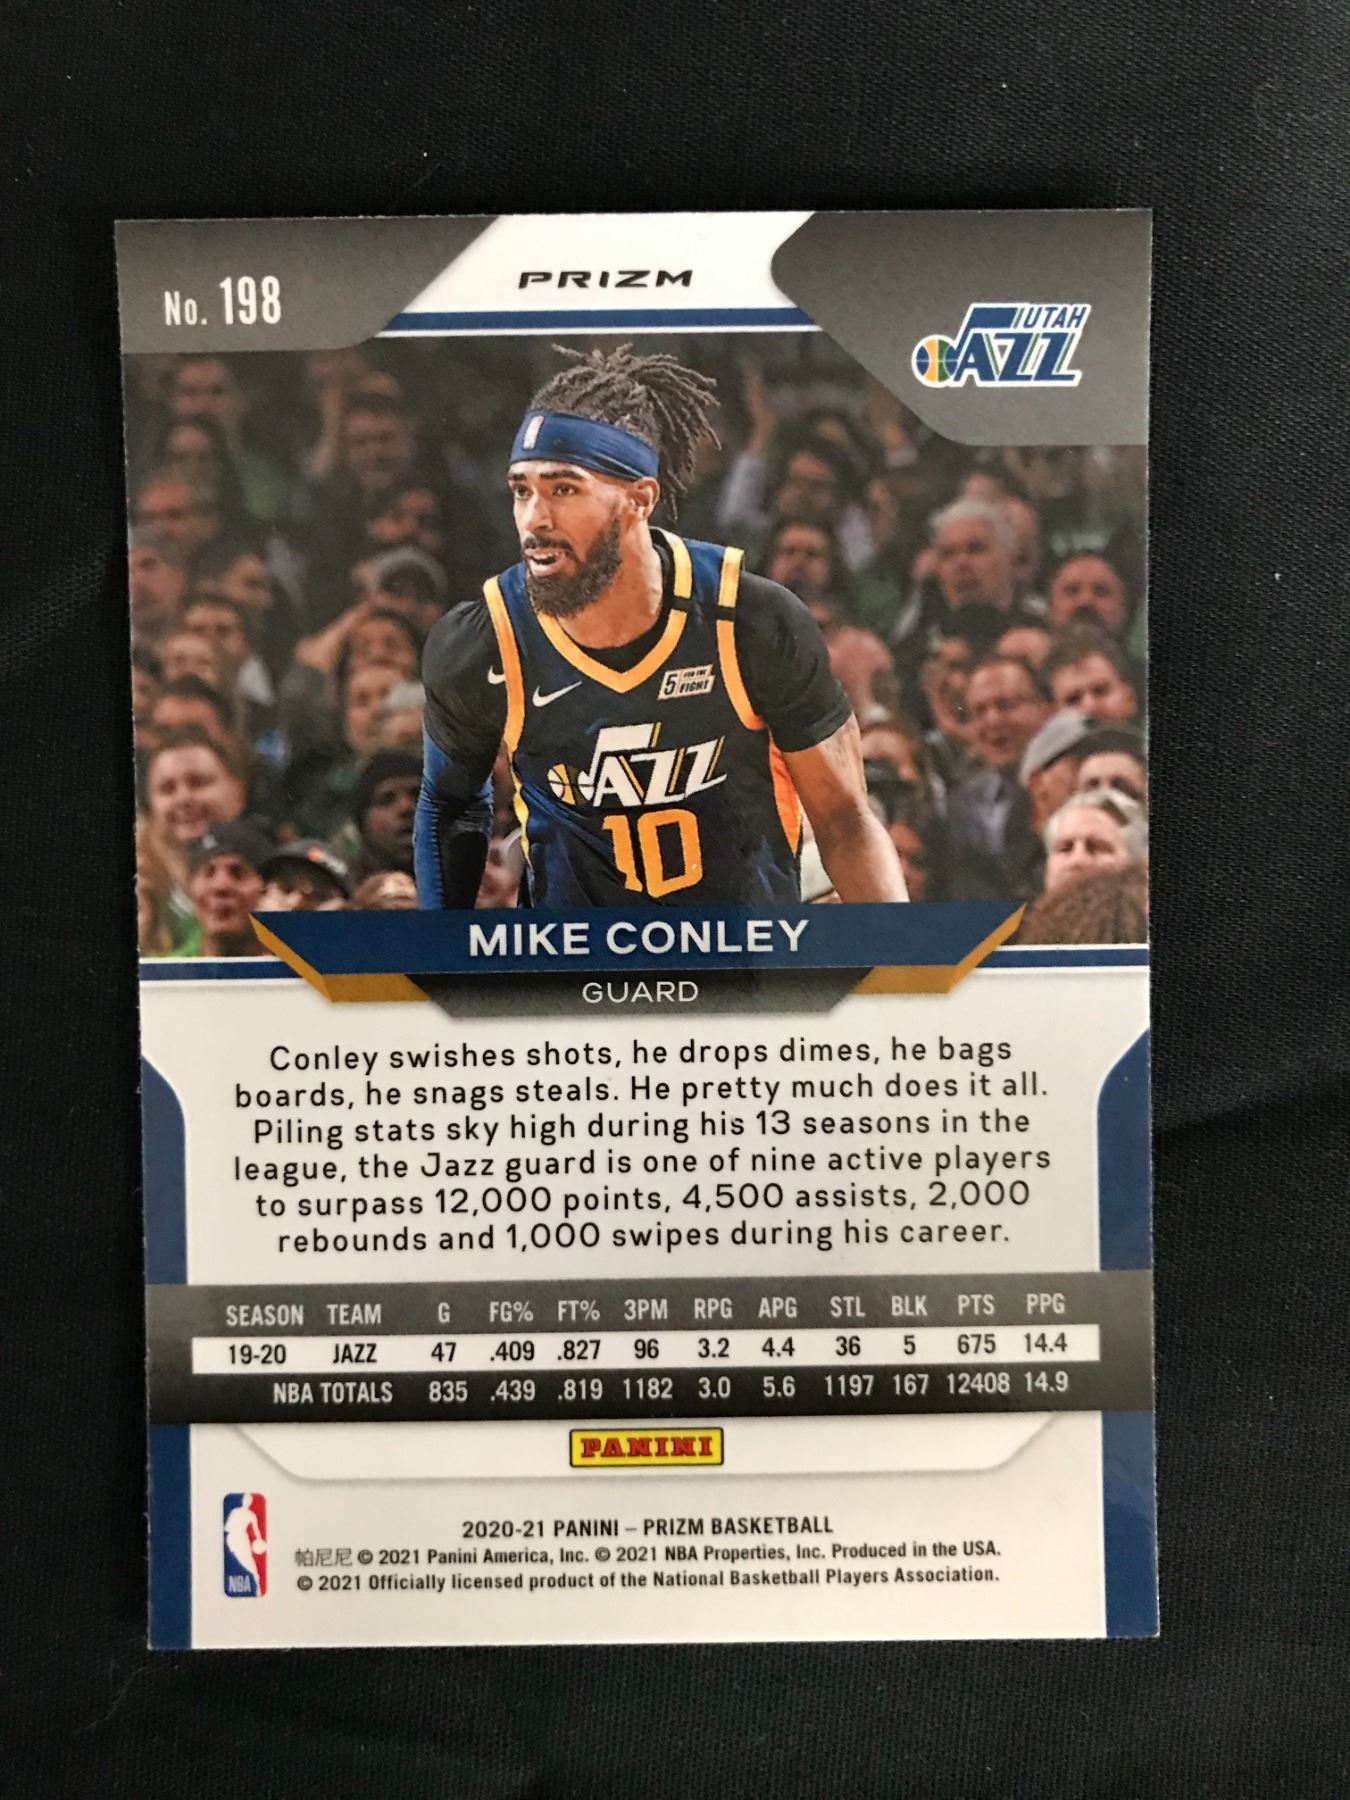 No. 198
PRIZM
UTAH
JAZZ
5 FOR THE
FIGHT
JAZZ
10
MIKE CONLEY
GUARD
Conley swishes shots, he drops dimes, he bags
boards, he snags steals. He pretty much does it all.
Piling stats sky high during his 13 seasons in the
league, the Jazz guard is one of nine active players
to surpass 12,000 points, 4,500 assists, 2,000
rebounds and 1,000 swipes during his career.
SEASON TEAM G FG% FT% 3PM RPG APG STL BLK PTS PPG
19-20 JAZZ 47 .409 .827 96 3.2 4.4 36 5 675 14.4
NBA TOTALS 835 .439 .819 1182 3.0 5.6 1197 167 12408 14.9
PANINI
NBA
2020-21 PANINI – PRIZM BASKETBALL
帕尼尼 © 2021 Panini America, Inc. © 2021 NBA Properties, Inc. Produced in the USA.
© 2021 Officially licensed product of the National Basketball Players Association.